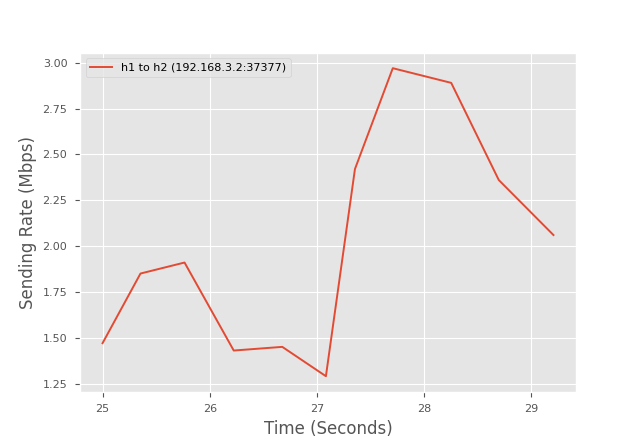 h1 to h2 (192.168.3.2:37377)
3.00
2.75
2.50
2.25
2.00
1.75
1.50
1.25
Sending Rate (Mbps)
25 26 27 28 29
Time (Seconds)